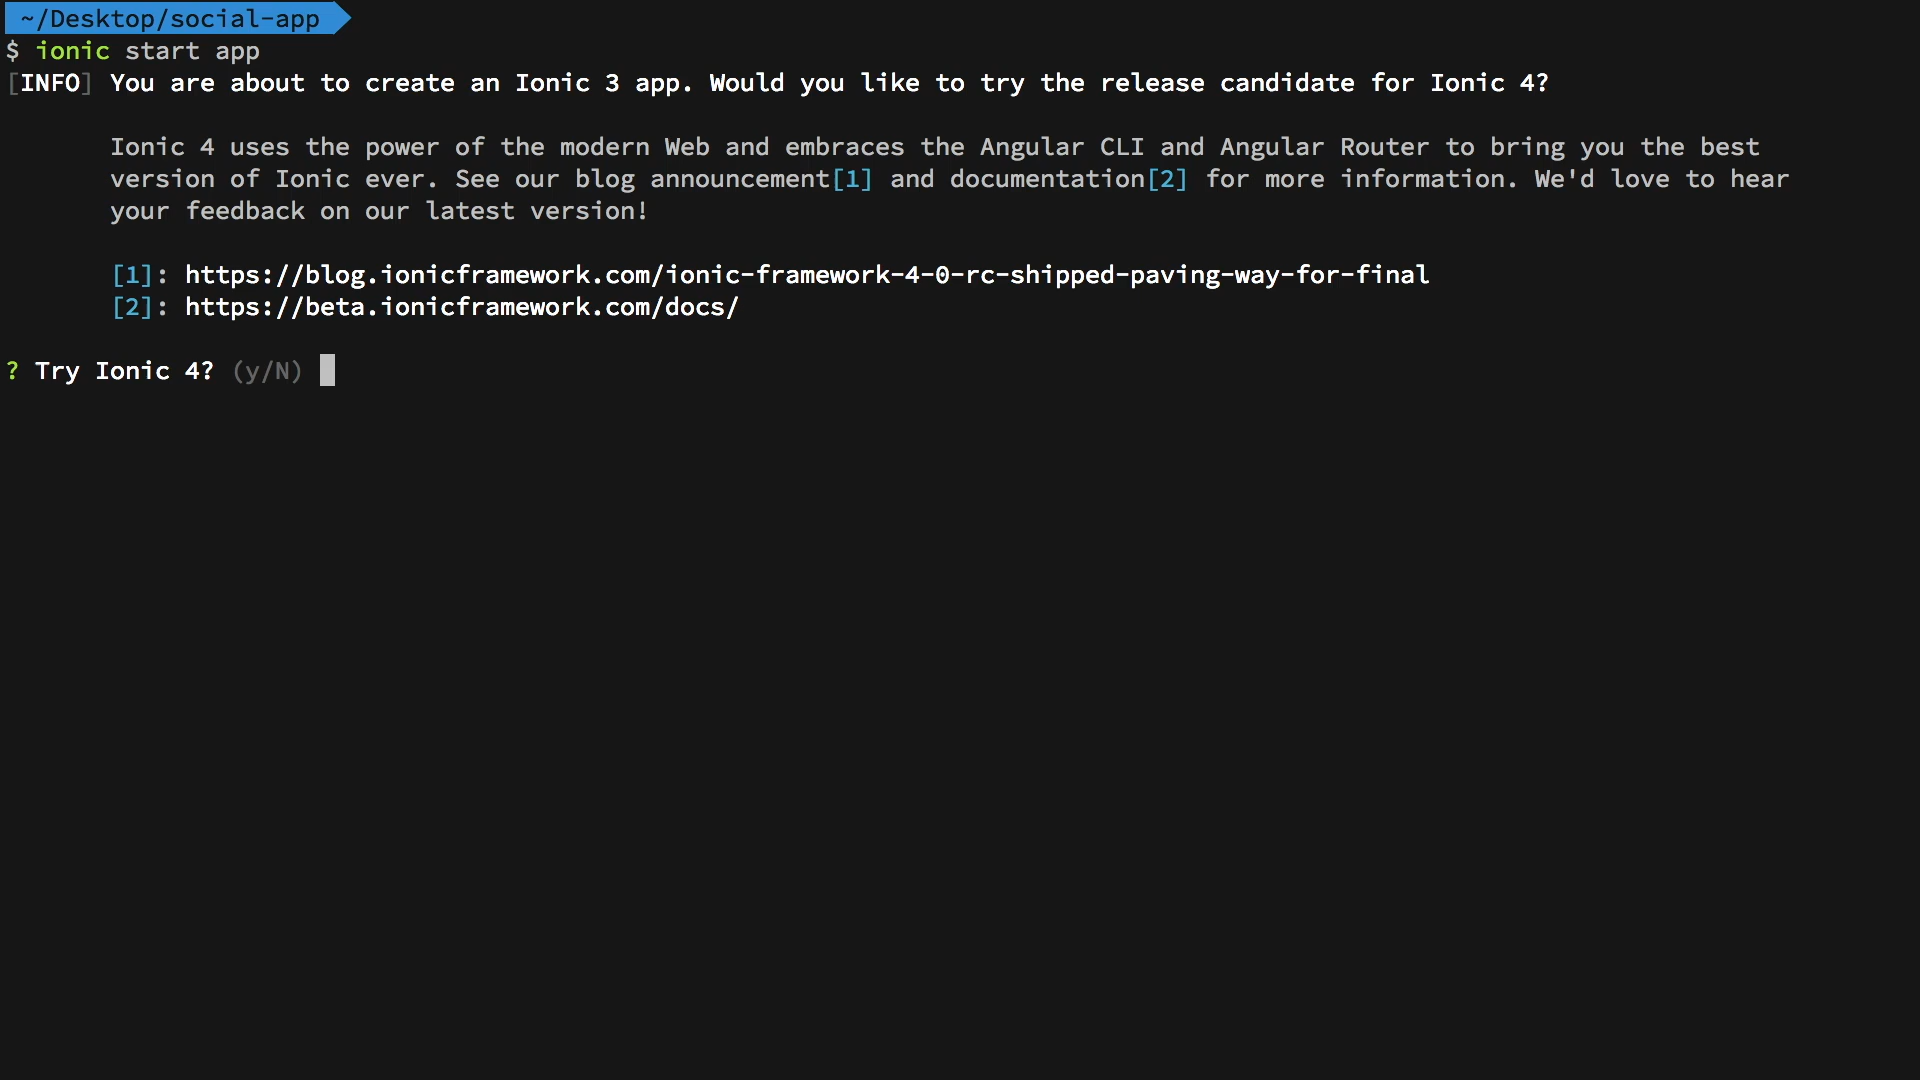 ~/Desktop/social-app
$ ionic start app
[INFO] You are about to create an Ionic 3 app. Would you like to try the release candidate for Ionic 4?
Ionic 4 uses the power of the modern Web and embraces the Angular CLI and Angular Router to bring you the best
version of Ionic ever. See our blog announcement[1] and documentation[2] for more information. We'd love to hear
your feedback on our latest version!
[1]: https://blog.ionicframework.com/ionic-framework-4-0-rc-shipped-paving-way-for-final
[2]: https://beta.ionicframework.com/docs/
? Try Ionic 4? (y/N)